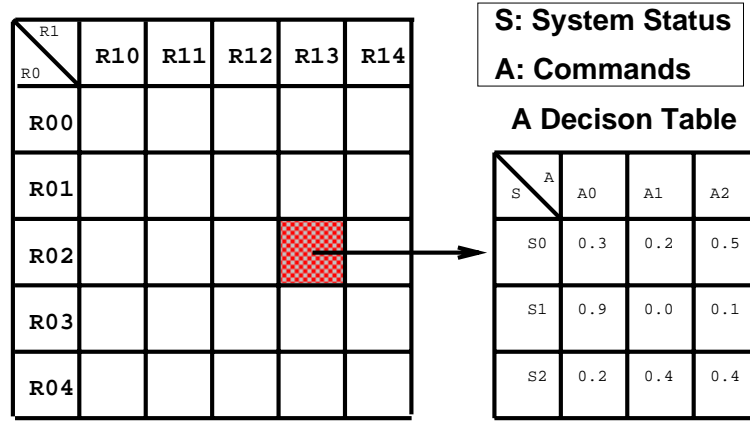 R1
R0
R10 R11 R12 R13 R14
R00
R01
R02
R03
R04
S: System Status
A: Commands
A Decison Table
A
S
A0 A1 A2
S0 0.3 0.2 0.5
S1 0.9 0.0 0.1
S2 0.2 0.4 0.4